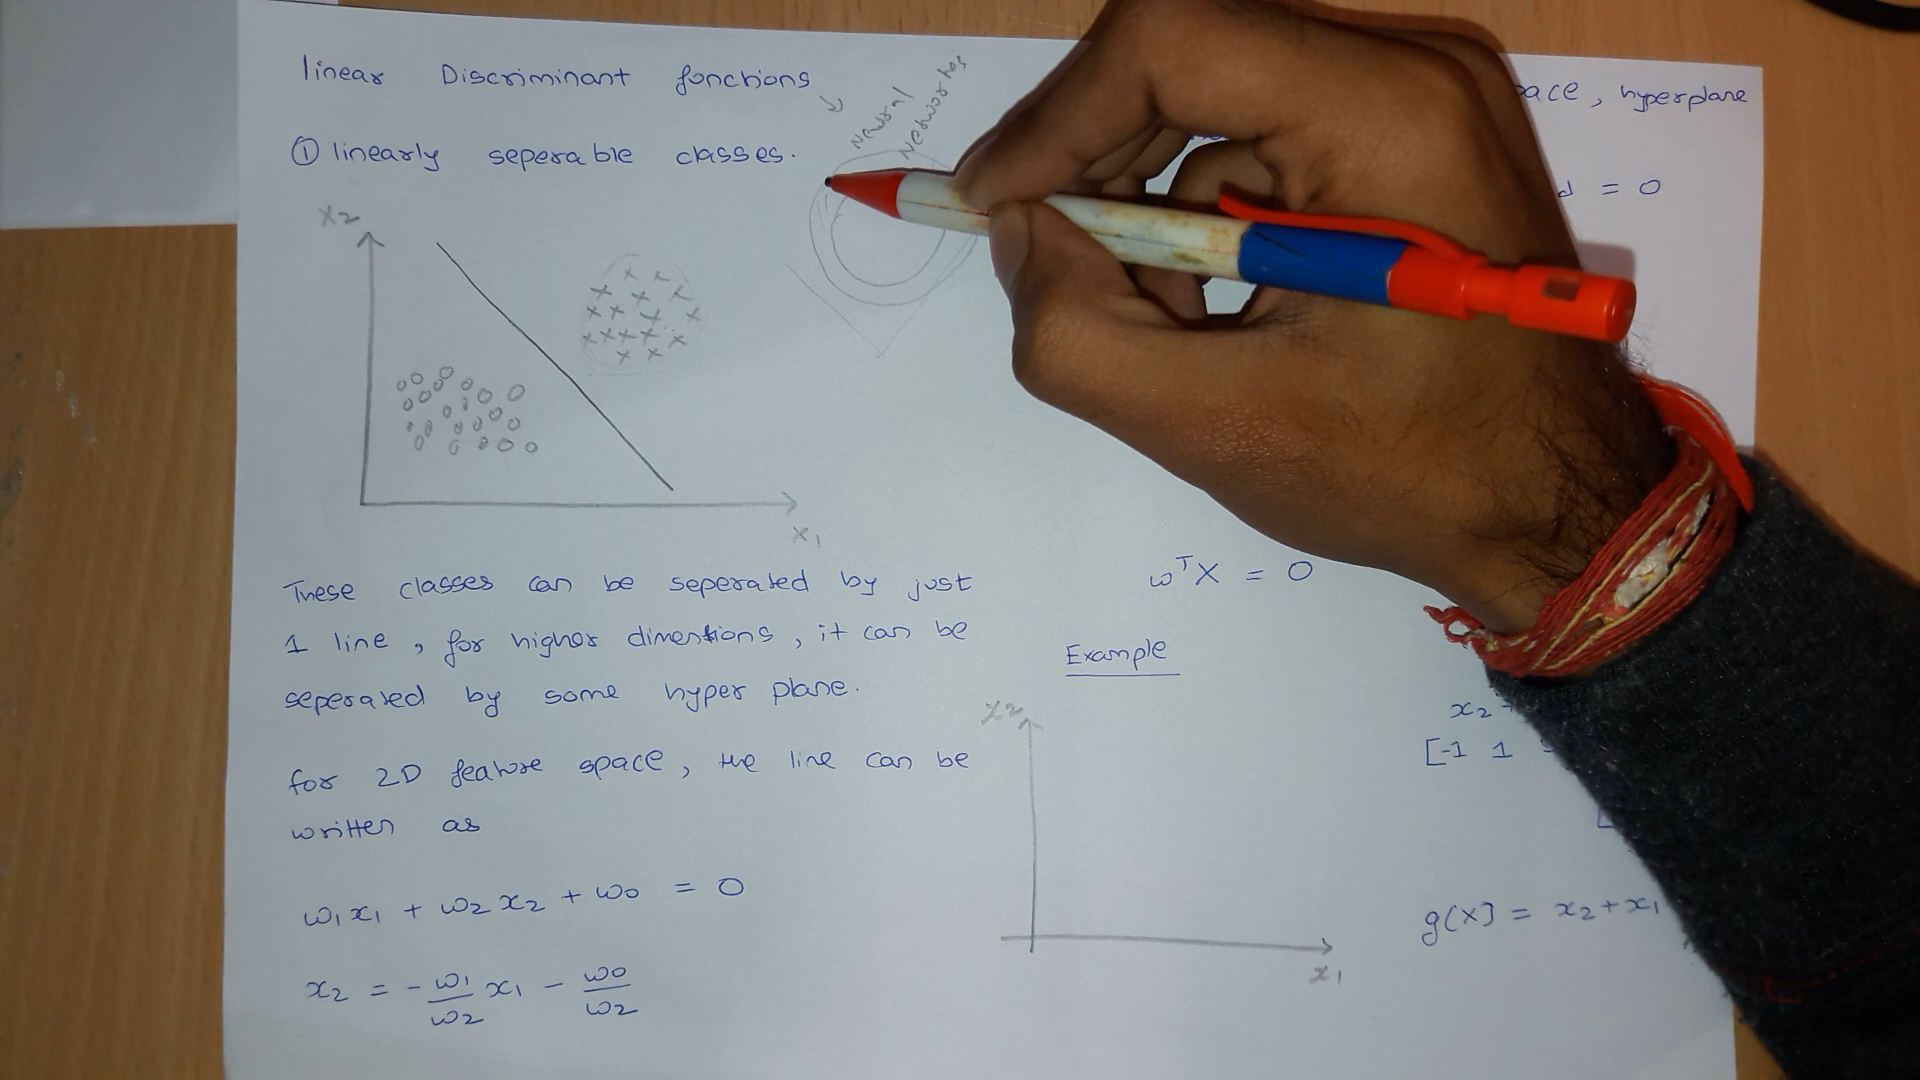 linear Discriminant fonctions
Neural
Networks
① linearly seperable classes.
x2
x1
These classes can be seperated by just
1 line, for higher dimentions, it can be
seperated by some hyper plane.
for 2D feature space, the line can be
written as
w1x1 + w2x2 + w0 = 0
x2 = - w1/w2 x1 - w0/w2
, hyperplane
= 0
wᵀX = 0
Example
x2
x1
x2
[-1 1
g(x) = x2+x1